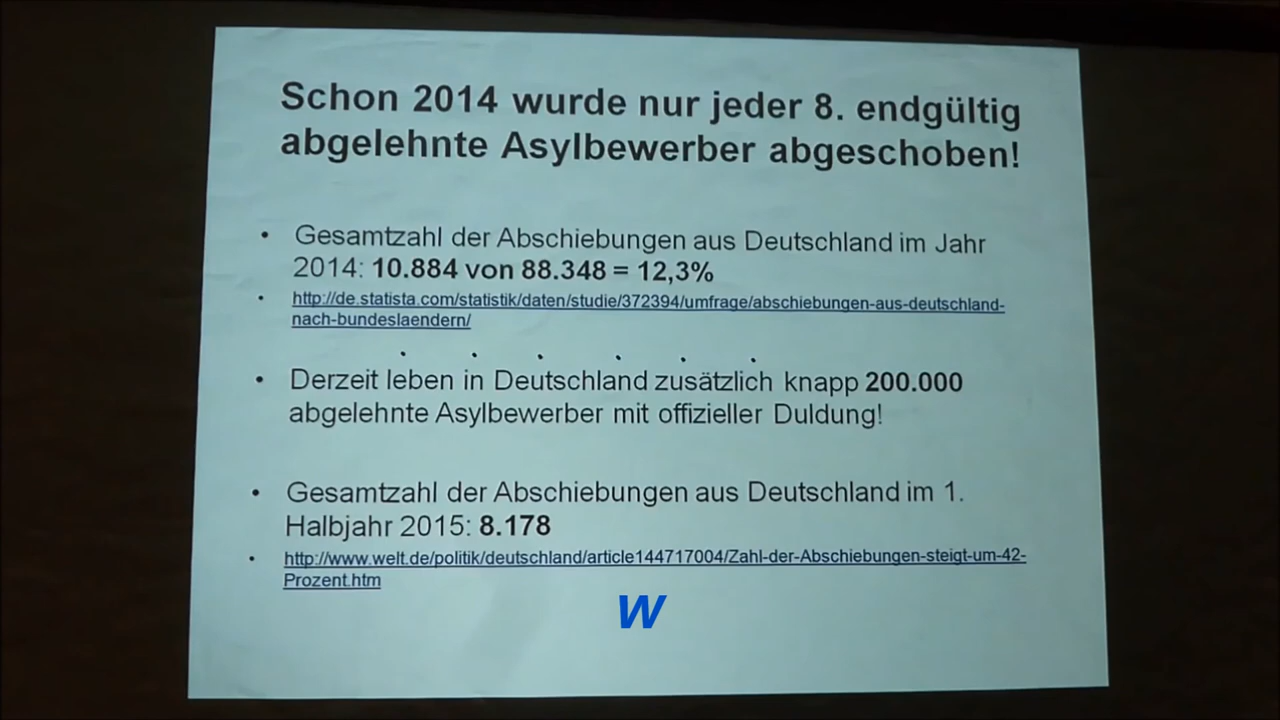 Schon 2014 wurde nur jeder 8. endgültig
abgelehnte Asylbewerber abgeschoben!
• Gesamtzahl der Abschiebungen aus Deutschland im Jahr
2014: 10.884 von 88.348 = 12,3%
• http://de.statista.com/statistik/daten/studie/372394/umfrage/abschiebungen-aus-deutschland-
nach-bundeslaendern/
• Derzeit leben in Deutschland zusätzlich knapp 200.000
abgelehnte Asylbewerber mit offizieller Duldung!
• Gesamtzahl der Abschiebungen aus Deutschland im 1.
Halbjahr 2015: 8.178
• http://www.welt.de/politik/deutschland/article144717004/Zahl-der-Abschiebungen-steigt-um-42-
Prozent.htm
W